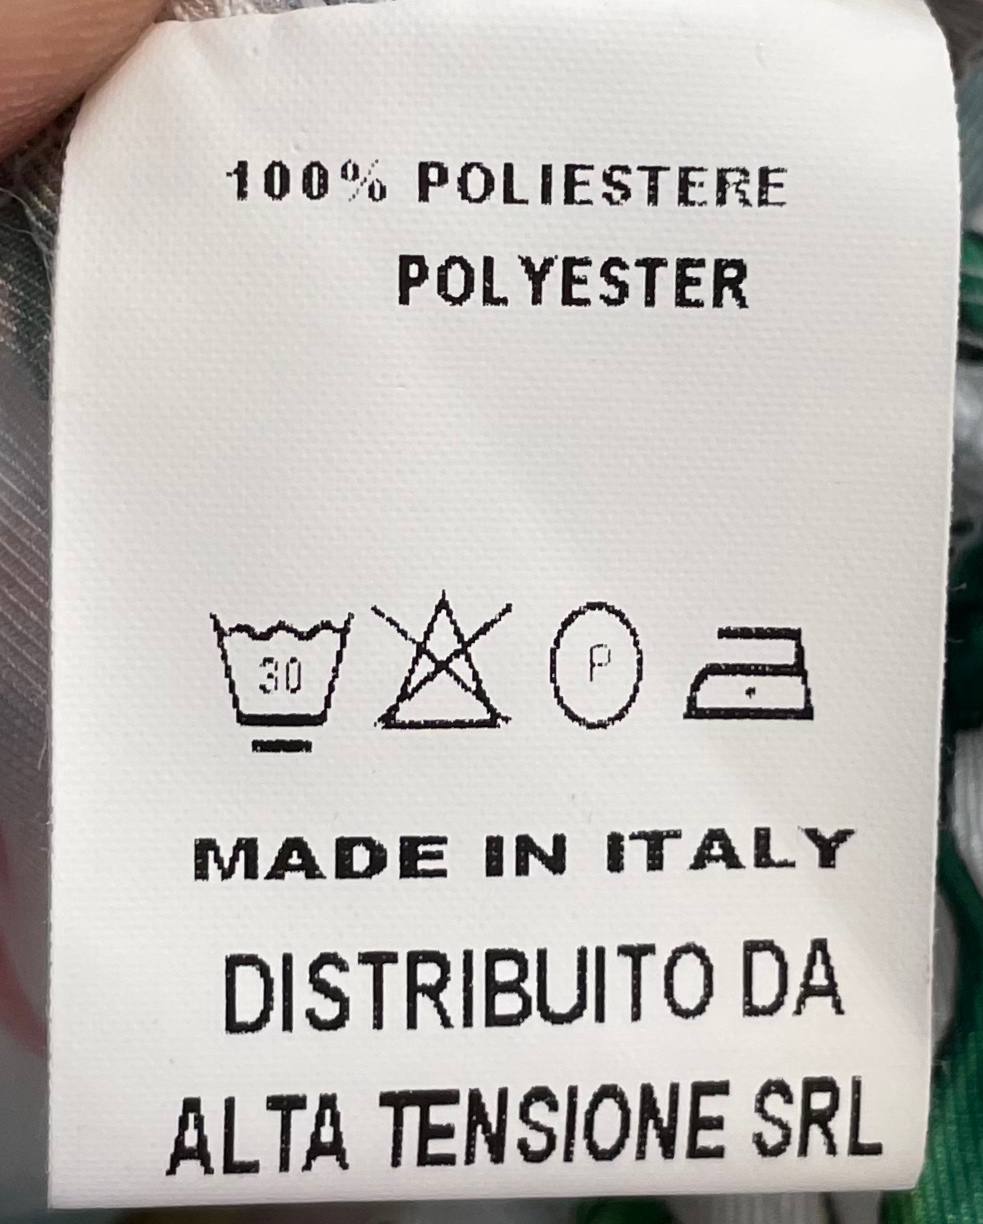 100% POLIESTERE
POLYESTER
30 P
MADE IN ITALY
DISTRIBUITO DA
ALTA TENSIONE SRL